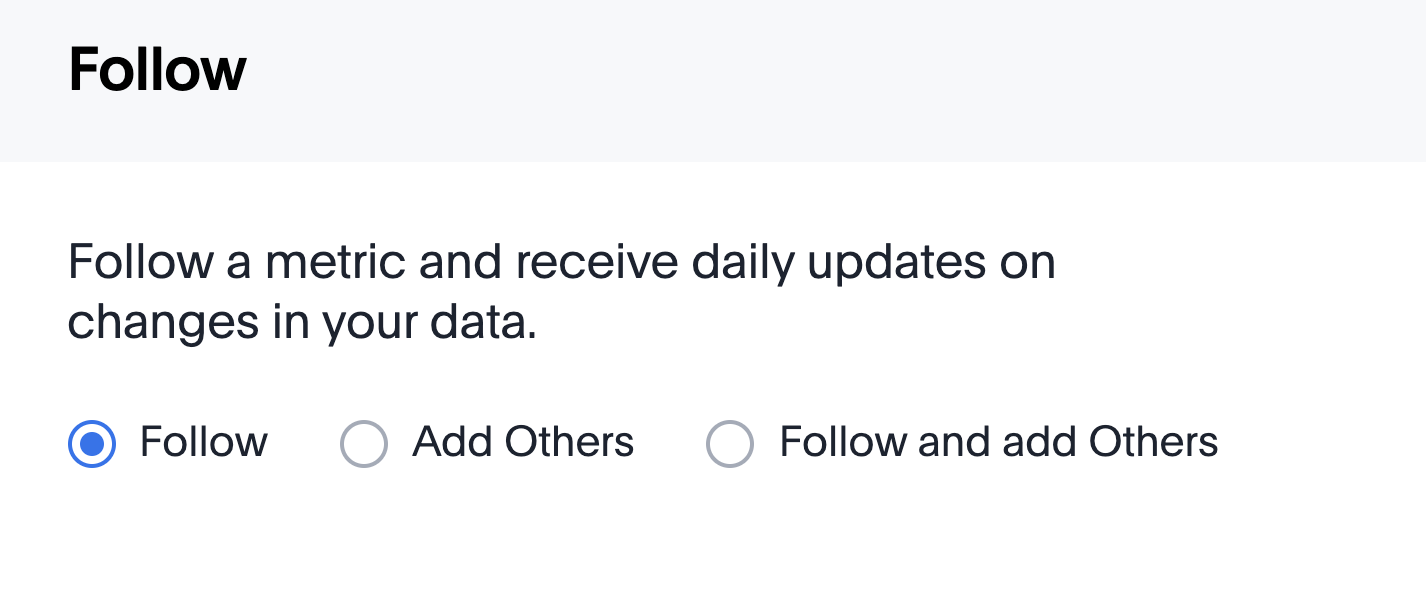 Follow
Follow a metric and receive daily updates on
changes in your data.
Follow Add Others Follow and add Others